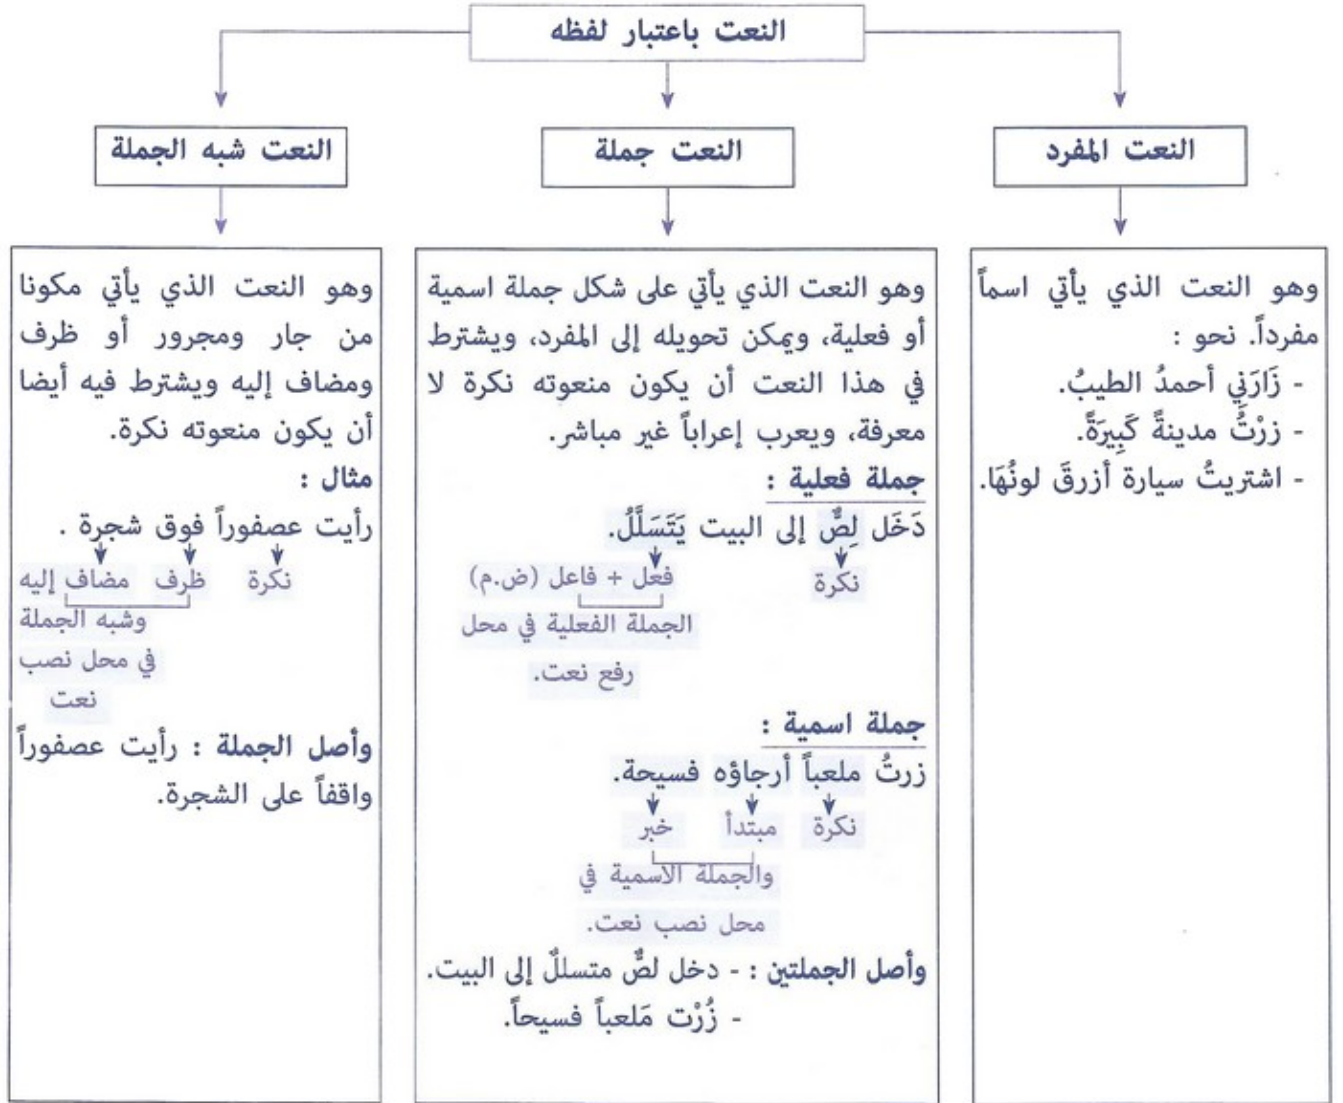 النعت باعتبار لفظه
النعت المفرد
وهو النعت الذي يأتي اسماً
مفرداً. نحو :
- زَارَنِي أحمدُ الطيبُ.
- زرْتُ مدينةً كَبِيرَةً.
- اشتريتُ سيارة أزرقَ لونُهَا.
النعت جملة
وهو النعت الذي يأتي على شكل جملة اسمية
أو فعلية، ويمكن تحويله إلى المفرد، ويشترط
في هذا النعت أن يكون منعوته نكرة لا
معرفة، ويعرب إعراباً غير مباشر.
جملة فعلية :
دَخَل لِصٌّ إلى البيت يَتَسَلَّلُ.
نكرة فعل + فاعل (ض.م)
الجملة الفعلية في محل
رفع نعت.
جملة اسمية :
زرتُ ملعباً أرجاؤه فسيحة.
نكرة مبتدأ خبر
والجملة الاسمية في
محل نصب نعت.
وأصل الجملتين : - دخل لصٌّ متسللٌ إلى البيت.
- زُرْت مَلعباً فسيحاً.
النعت شبه الجملة
وهو النعت الذي يأتي مكونا
من جار ومجرور أو ظرف
ومضاف إليه ويشترط فيه أيضا
أن يكون منعوته نكرة.
مثال :
رأيت عصفوراً فوق شجرة .
نكرة ظرف مضاف إليه
وشبه الجملة
في محل نصب
نعت
وأصل الجملة : رأيت عصفوراً
واقفاً على الشجرة.